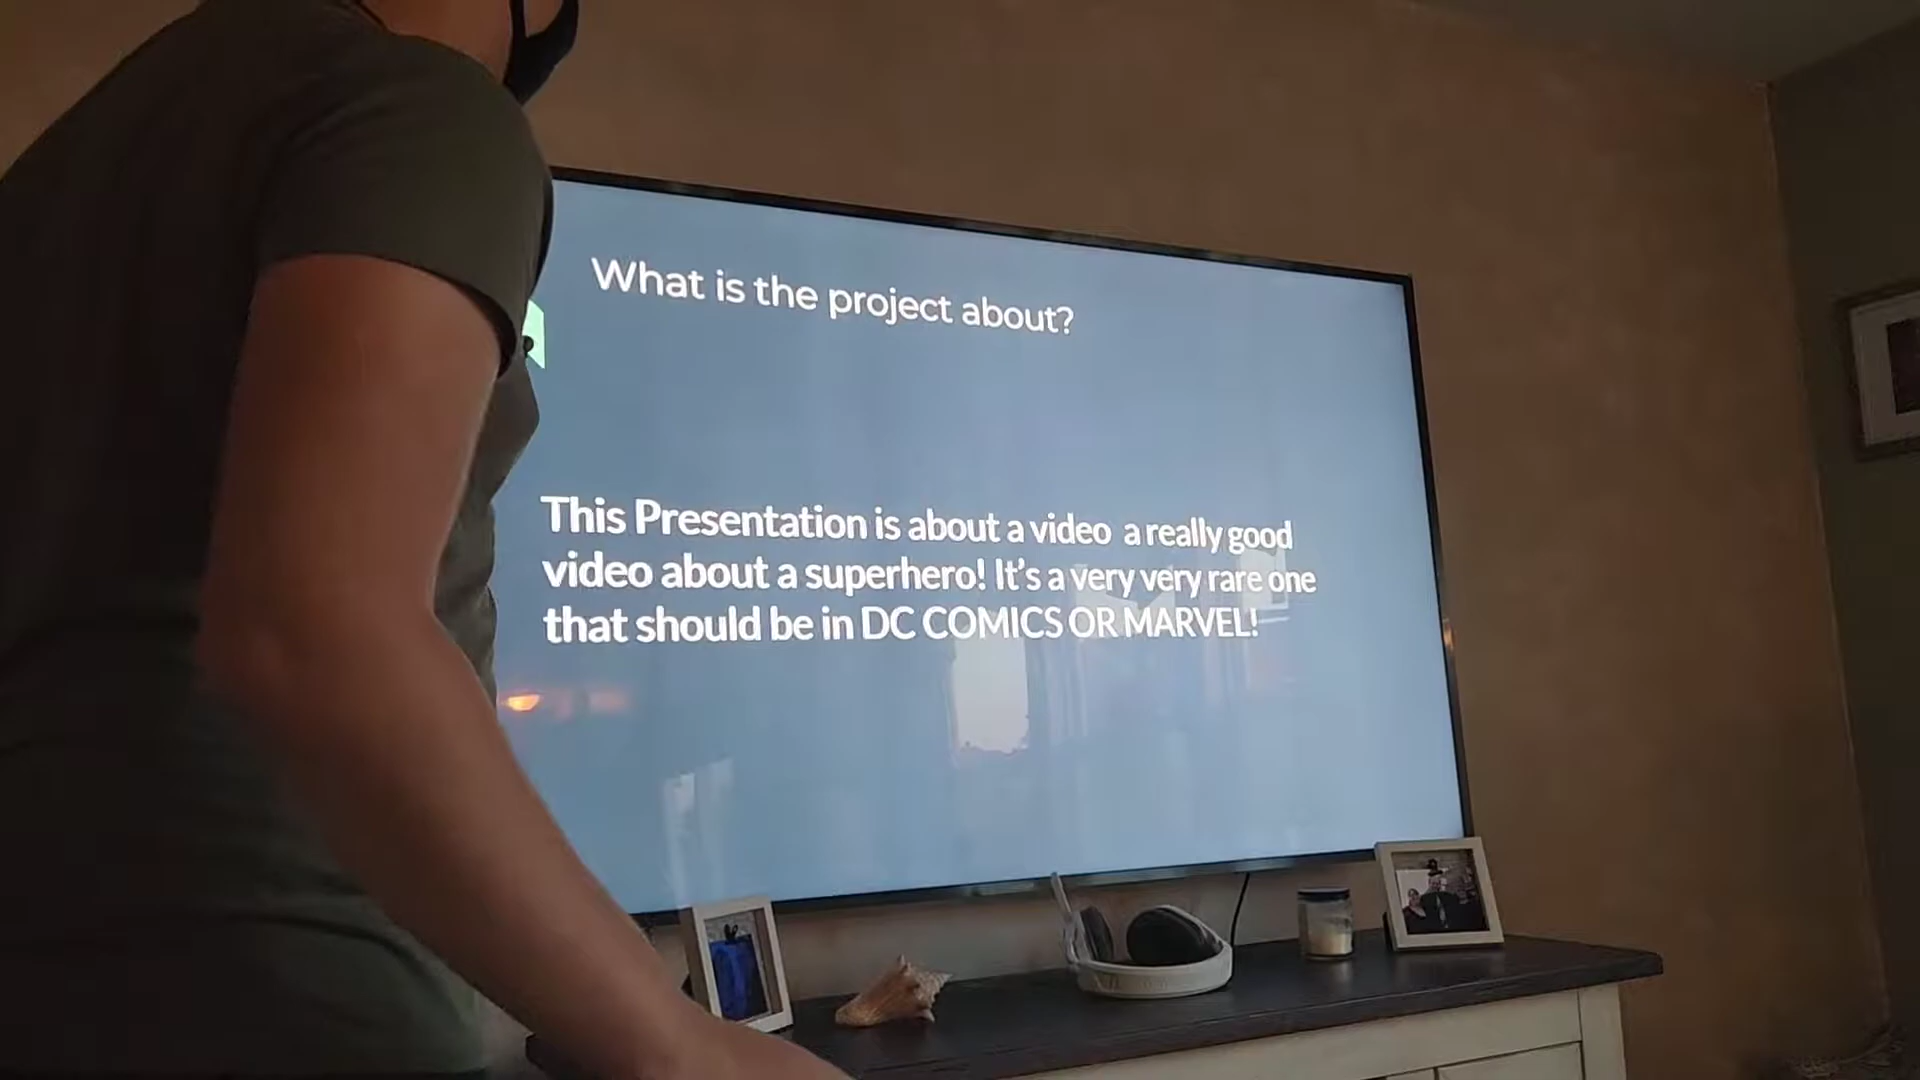 What is the project about?
This Presentation is about a video a really good
video about a superhero! It's a very very rare one
that should be in DC COMICS OR MARVEL!